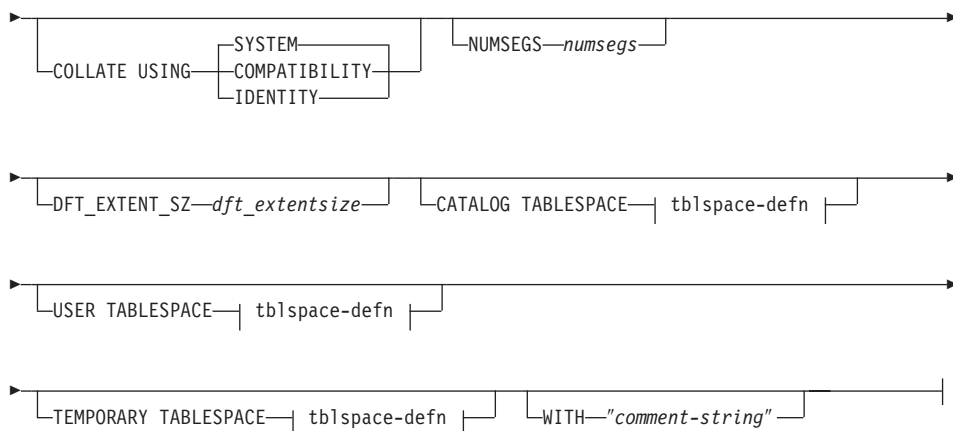 COLLATE USING SYSTEM NUMSEGS numsegs
COMPATIBILITY
IDENTITY
DFT_EXTENT_SZ dft_extentsize CATALOG TABLESPACE tblspace-defn
USER TABLESPACE tblspace-defn
TEMPORARY TABLESPACE tblspace-defn WITH "comment-string"